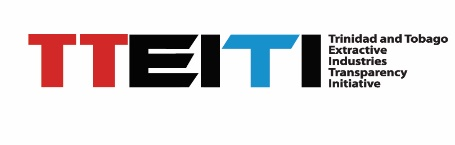 TTEITI
Trinidad and Tobago
Extractive
Industries
Transparency
Initiative